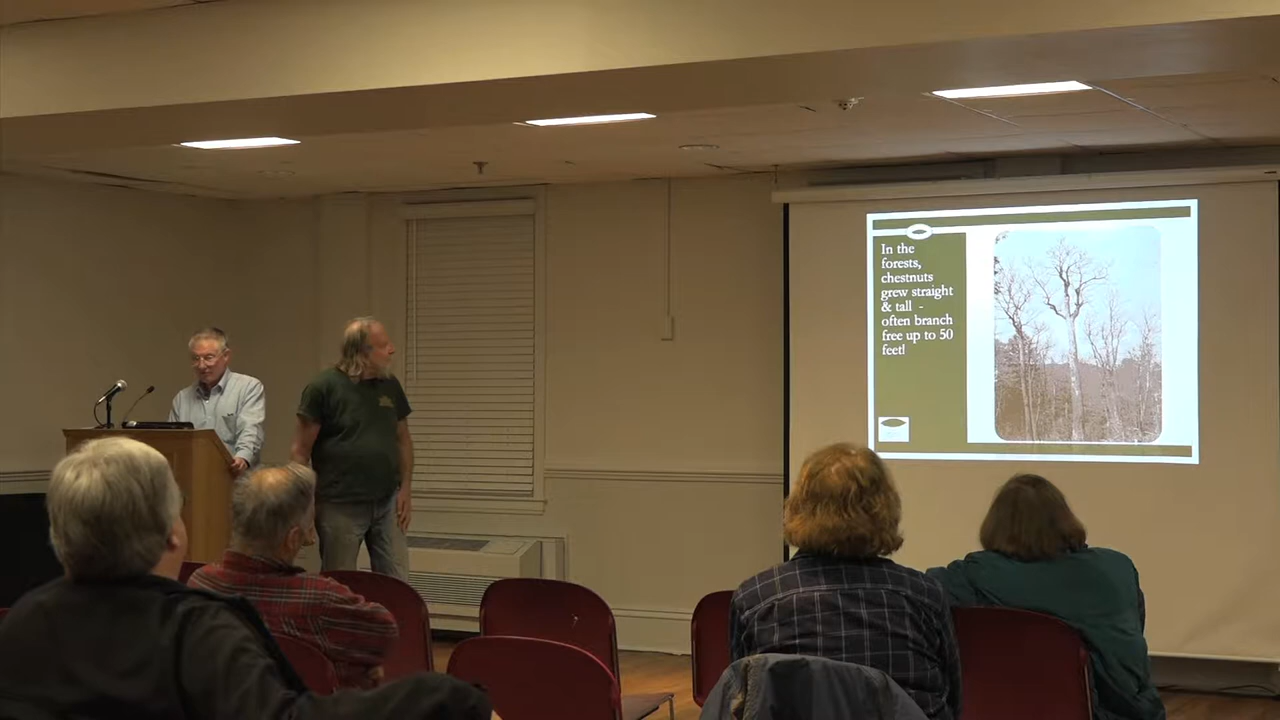 In the
forests,
chestnuts
grew straight
& tall -
often branch
free up to 50
feet!